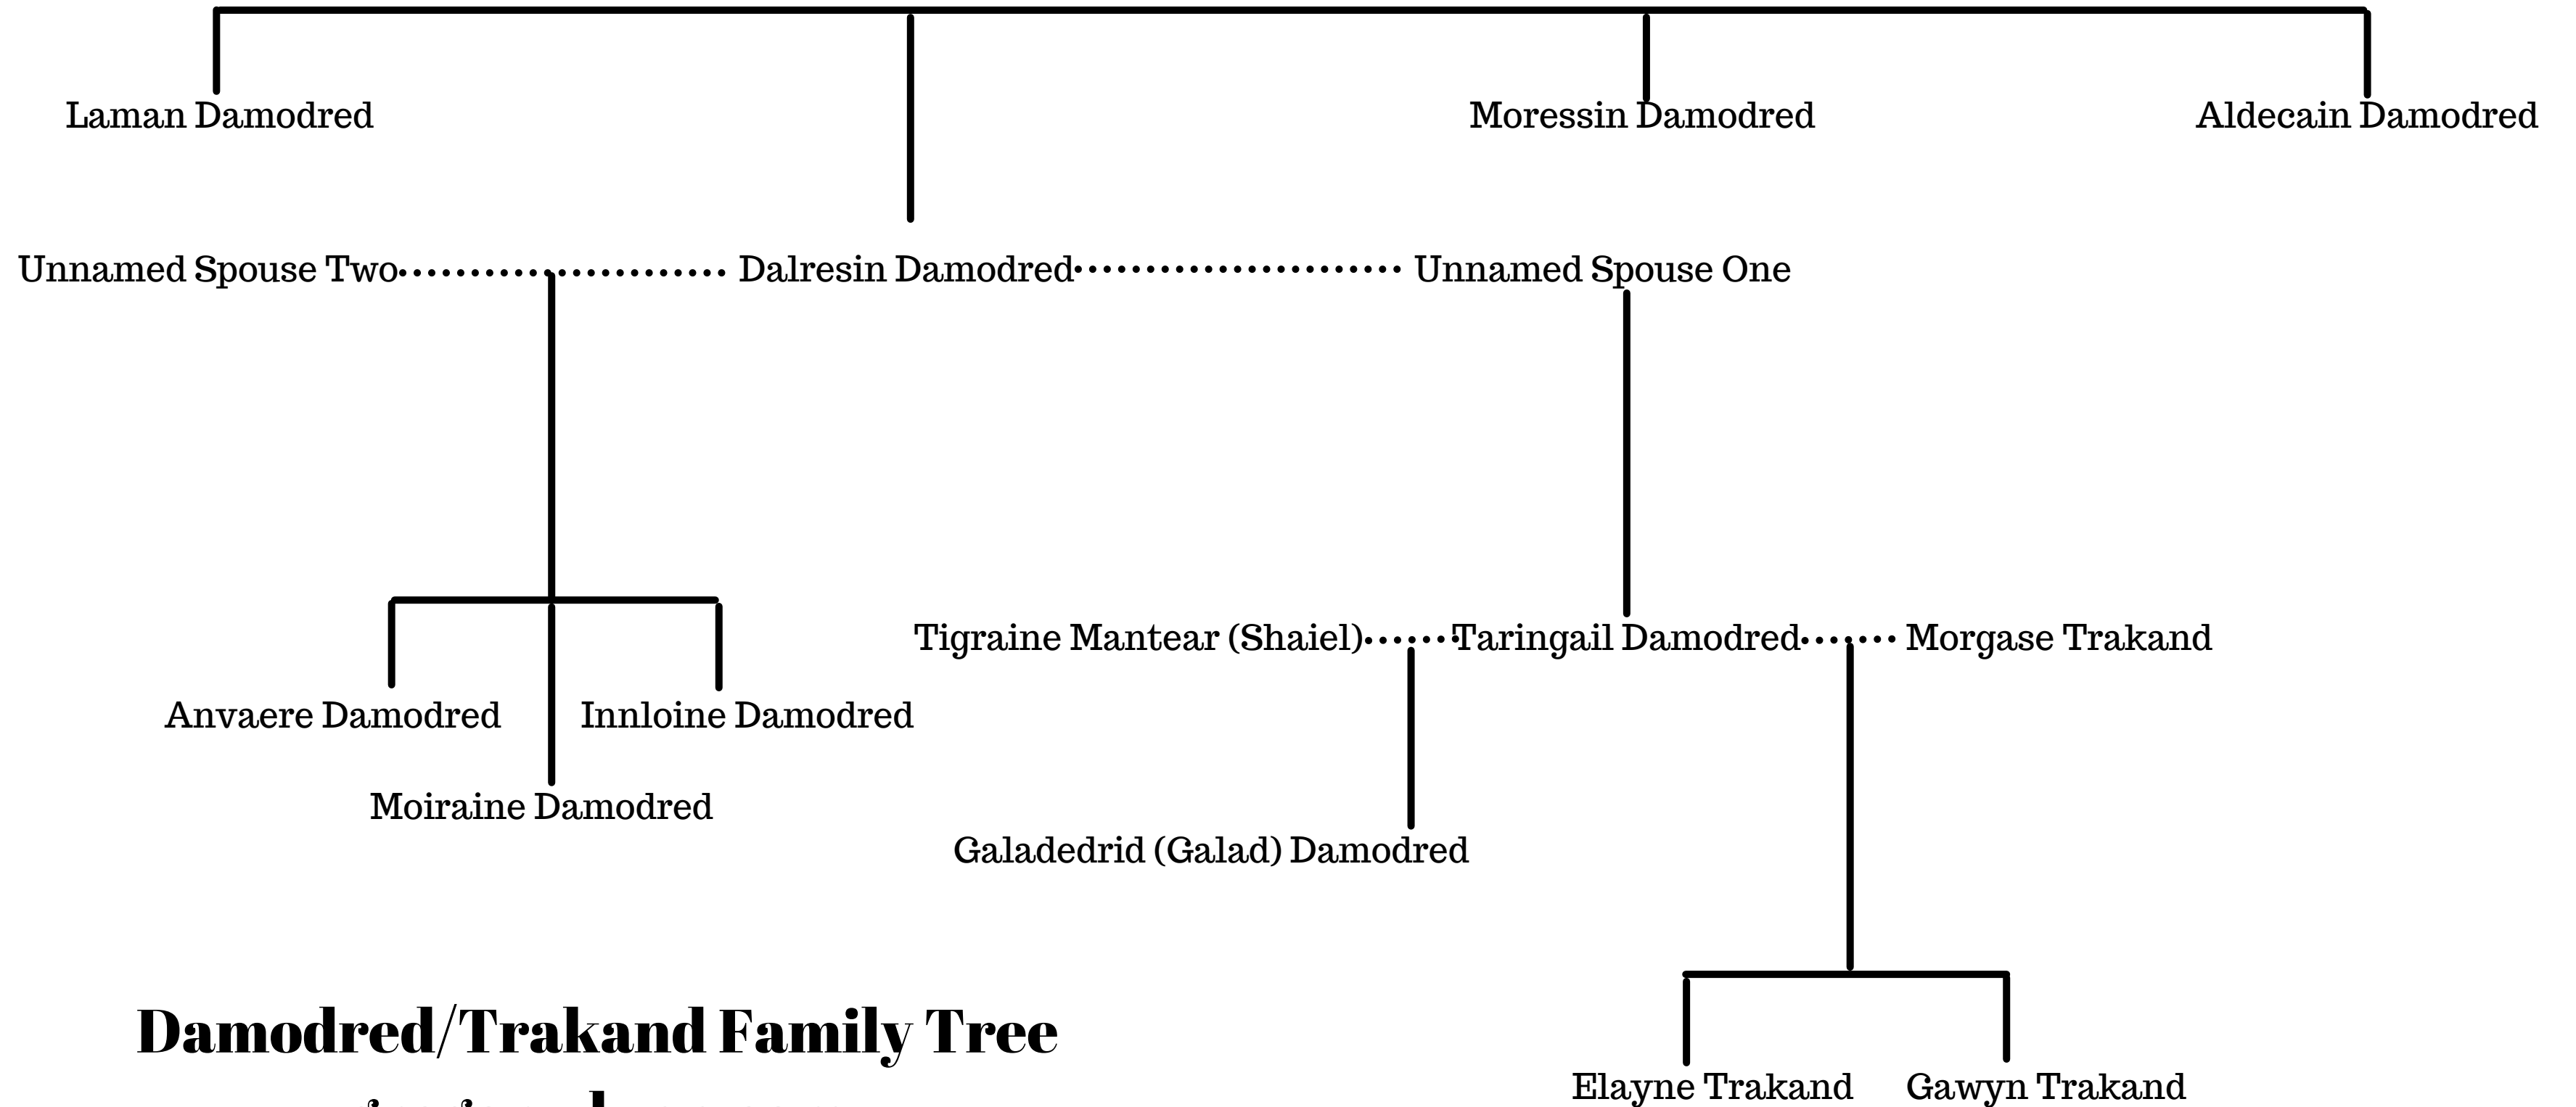 Laman Damodred
Moressin Damodred
Aldecain Damodred
Unnamed Spouse Two
Dalresin Damodred
Unnamed Spouse One
Tigraine Mantear (Shaiel)
Taringail Damodred
Morgase Trakand
Anvaere Damodred
Innloine Damodred
Moiraine Damodred
Galadedrid (Galad) Damodred
Damodred/Trakand Family Tree
Elayne Trakand
Gawyn Trakand